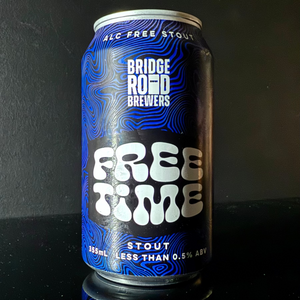 ALC FREE STOUT
BRIDGE
ROAD
BREWERS
FREE
TiME
STOUT
355ML LESS THAN 0.5% ABV